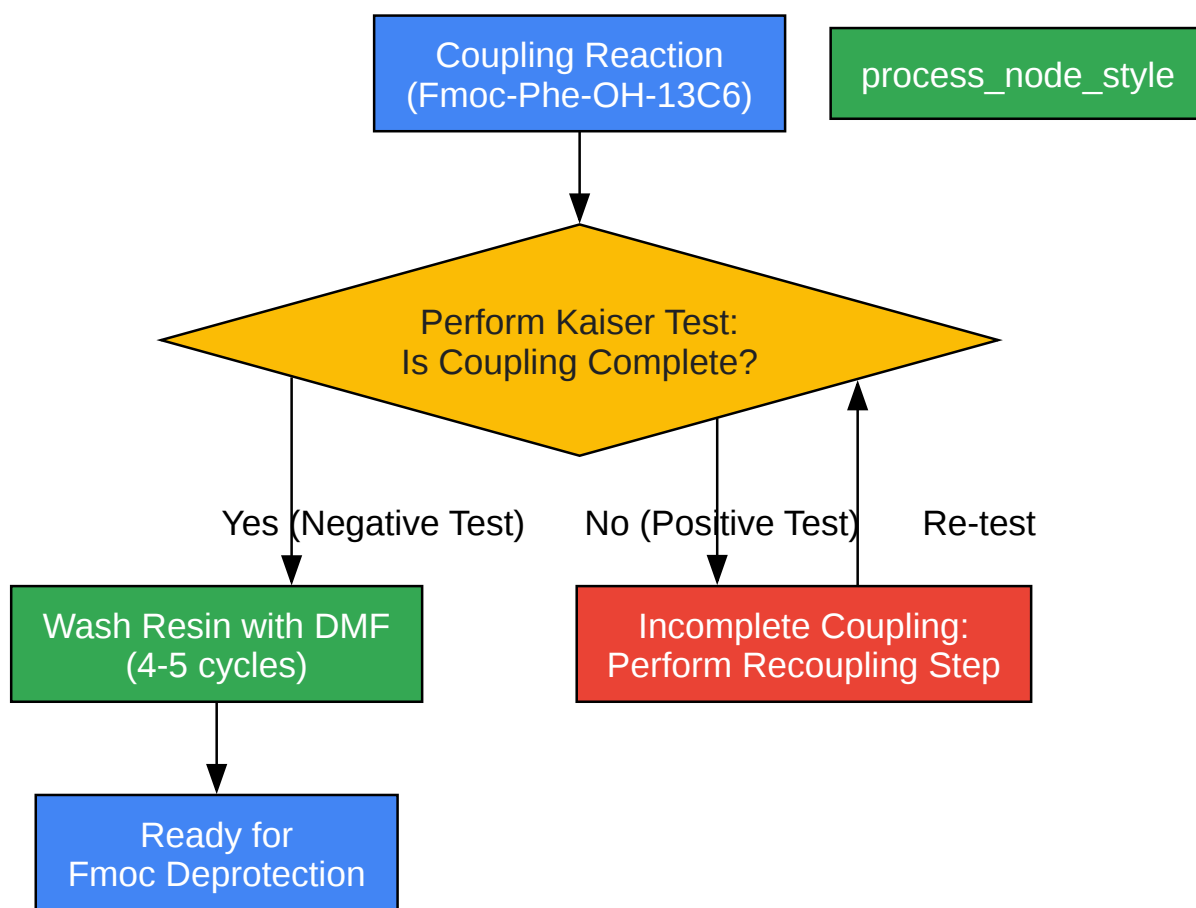 Coupling Reaction
(Fmoc-Phe-OH-13C6)
process_node_style
Perform Kaiser Test:
Is Coupling Complete?
Yes (Negative Test)
No (Positive Test)
Re-test
Wash Resin with DMF
(4-5 cycles)
Incomplete Coupling:
Perform Recoupling Step
Ready for
Fmoc Deprotection